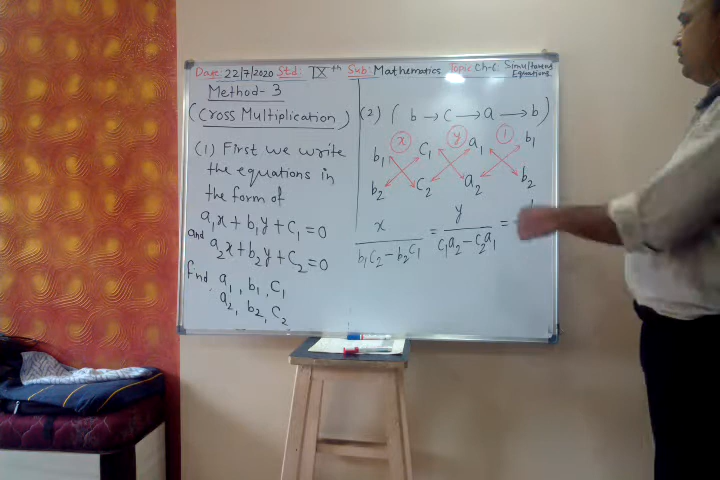 Date 22/7/2020 Std: IXth Sub: Mathematics Topic Ch-6. Simultaneous Equations.
Method-3
(Cross Multiplication)
(1) First we write
the equations in
the form of
a₁x + b₁y + c₁ = 0
and a₂x + b₂y + c₂ = 0
find a₁, b₁, c₁
a₂, b₂, c₂
(2) ( b → c → a → b )
x y 1
b₁ c₁ a₁ b₁
b₂ c₂ a₂ b₂
x / b₁c₂ - b₂c₁ = y / c₁a₂ - c₂a₁ =